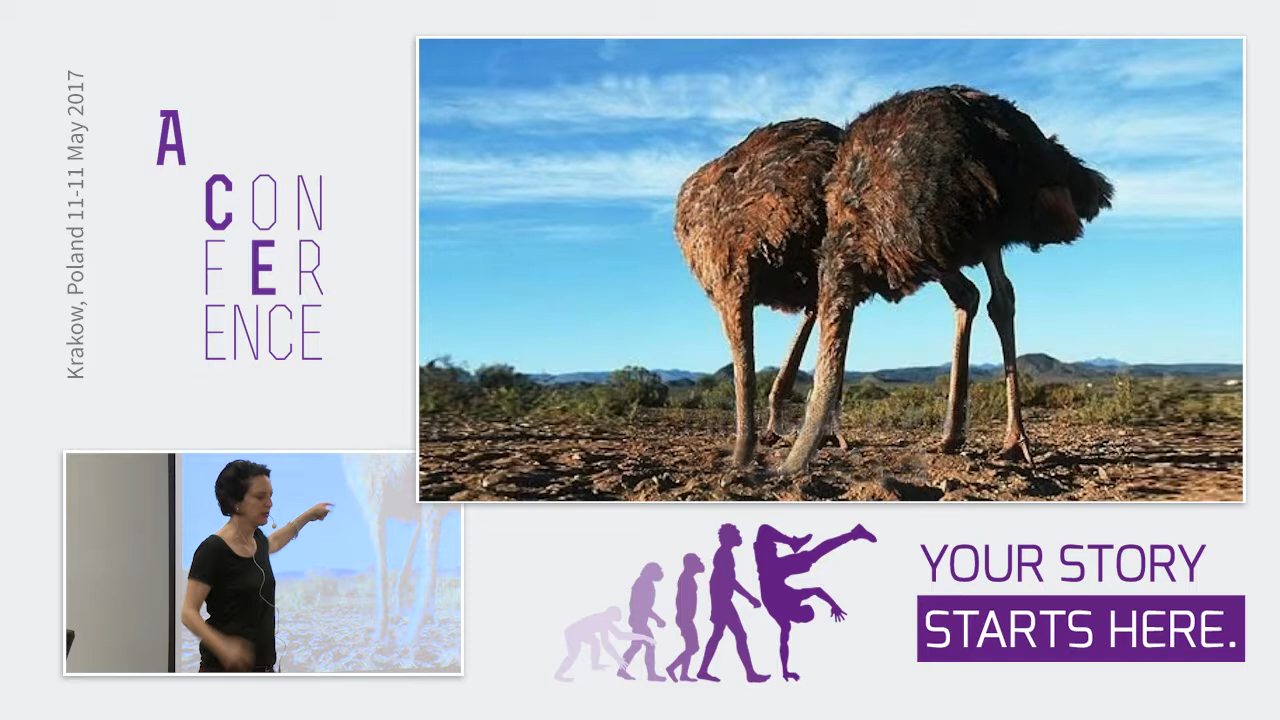 Krakow, Poland 11-11 May 2017
A
CON
FER
ENCE
YOUR STORY
STARTS HERE.